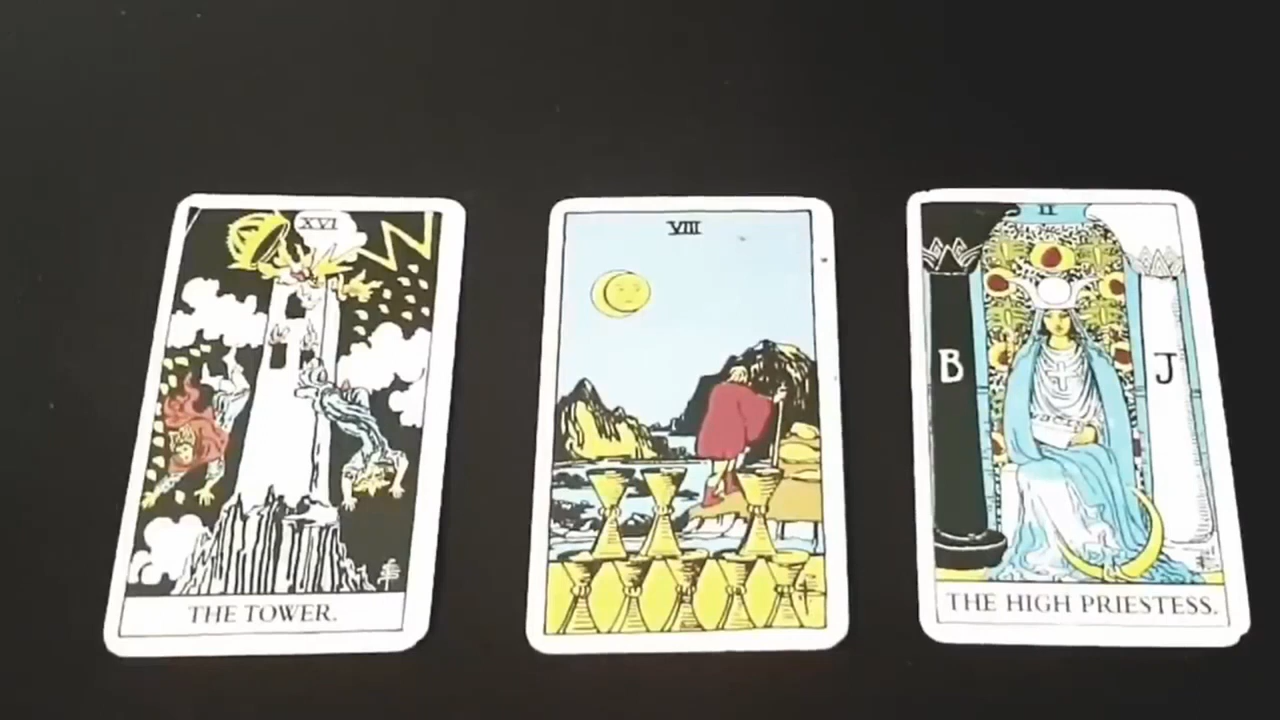 XVI
THE TOWER.
VIII
II
B J
THE HIGH PRIESTESS.